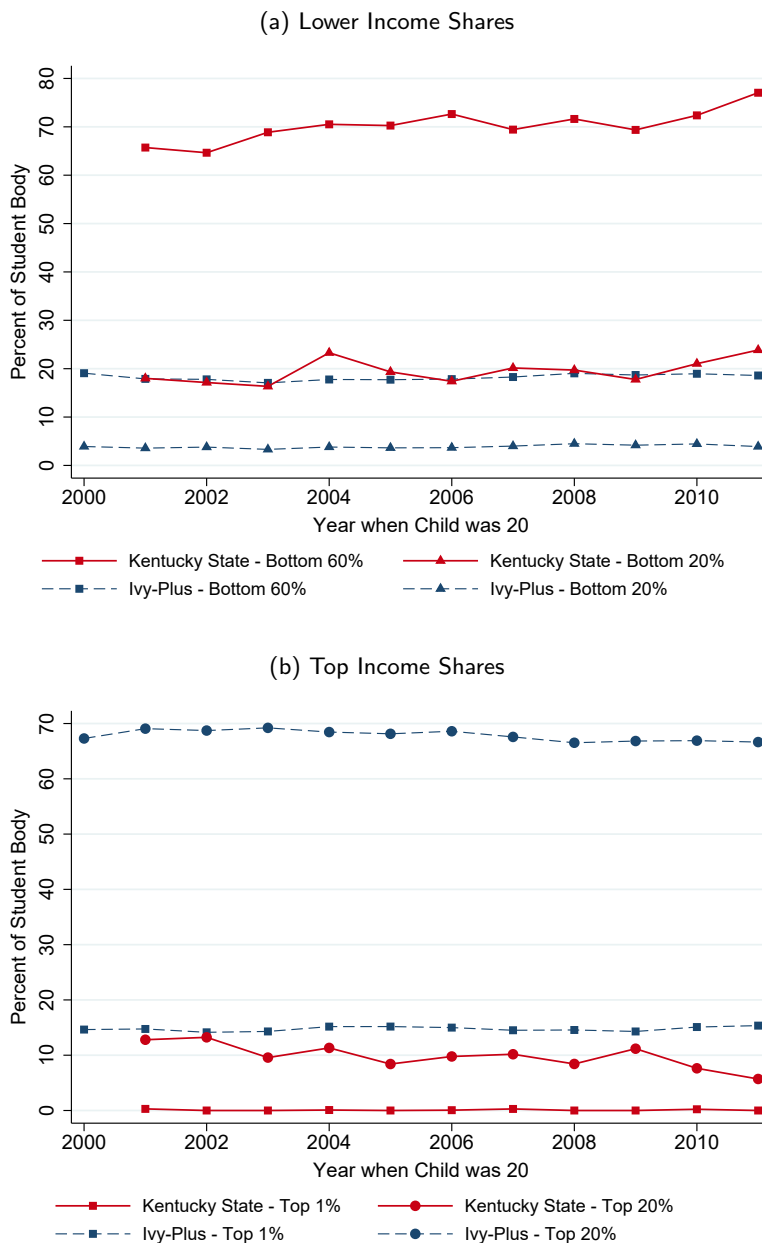 (a) Lower Income Shares
Percent of Student Body
80
70
60
50
40
30
20
10
0
2000 2002 2004 2006 2008 2010
Year when Child was 20
Kentucky State - Bottom 60% Kentucky State - Bottom 20%
Ivy-Plus - Bottom 60% Ivy-Plus - Bottom 20%
(b) Top Income Shares
Percent of Student Body
70
60
50
40
30
20
10
0
2000 2002 2004 2006 2008 2010
Year when Child was 20
Kentucky State - Top 1% Kentucky State - Top 20%
Ivy-Plus - Top 1% Ivy-Plus - Top 20%